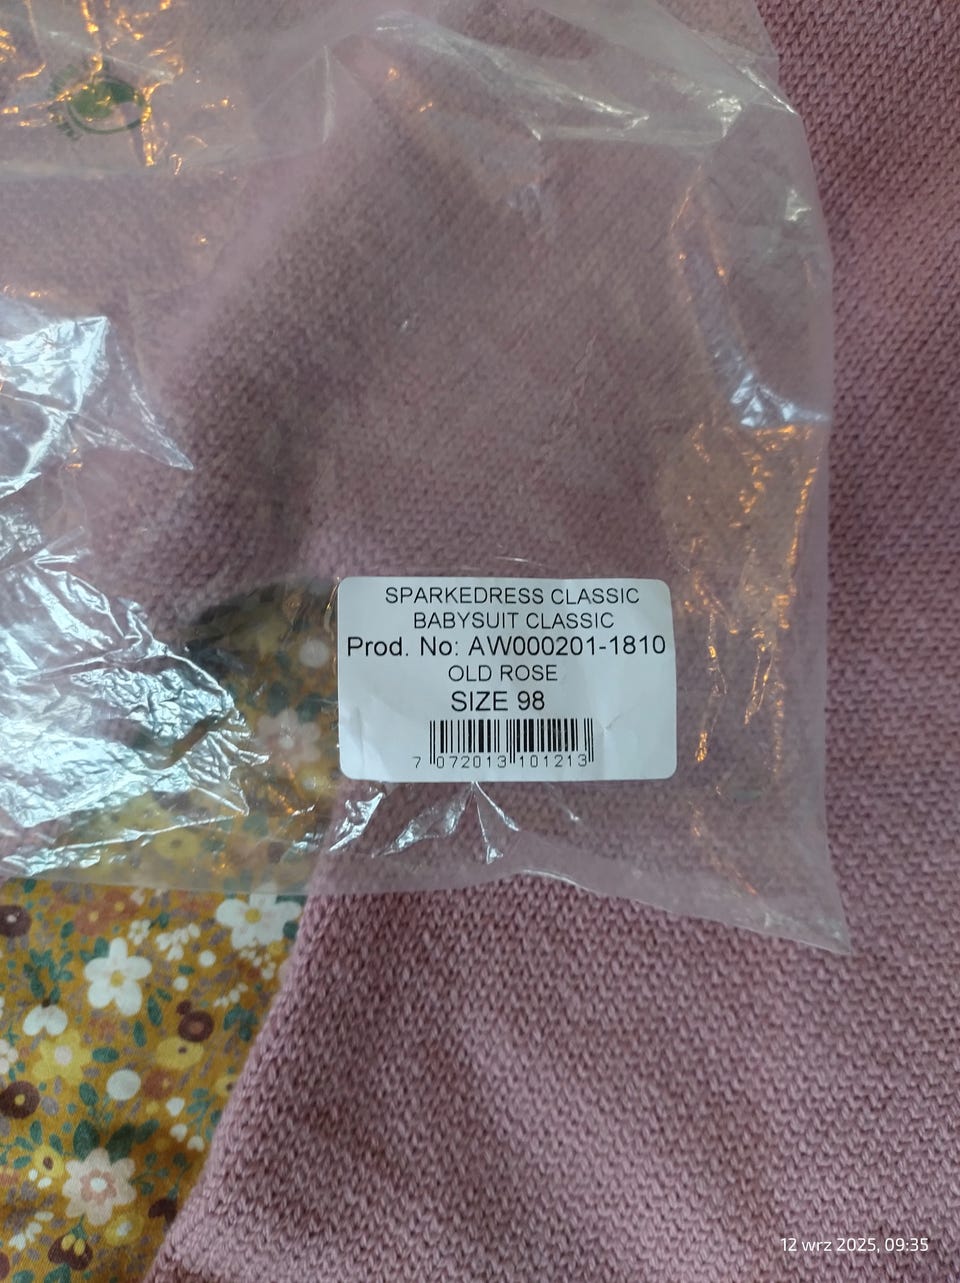 SPARKEDRESS CLASSIC
BABYSUIT CLASSIC
Prod. No: AW000201-1810
OLD ROSE
SIZE 98
7 072013 101213
12 wrz 2025, 09:35